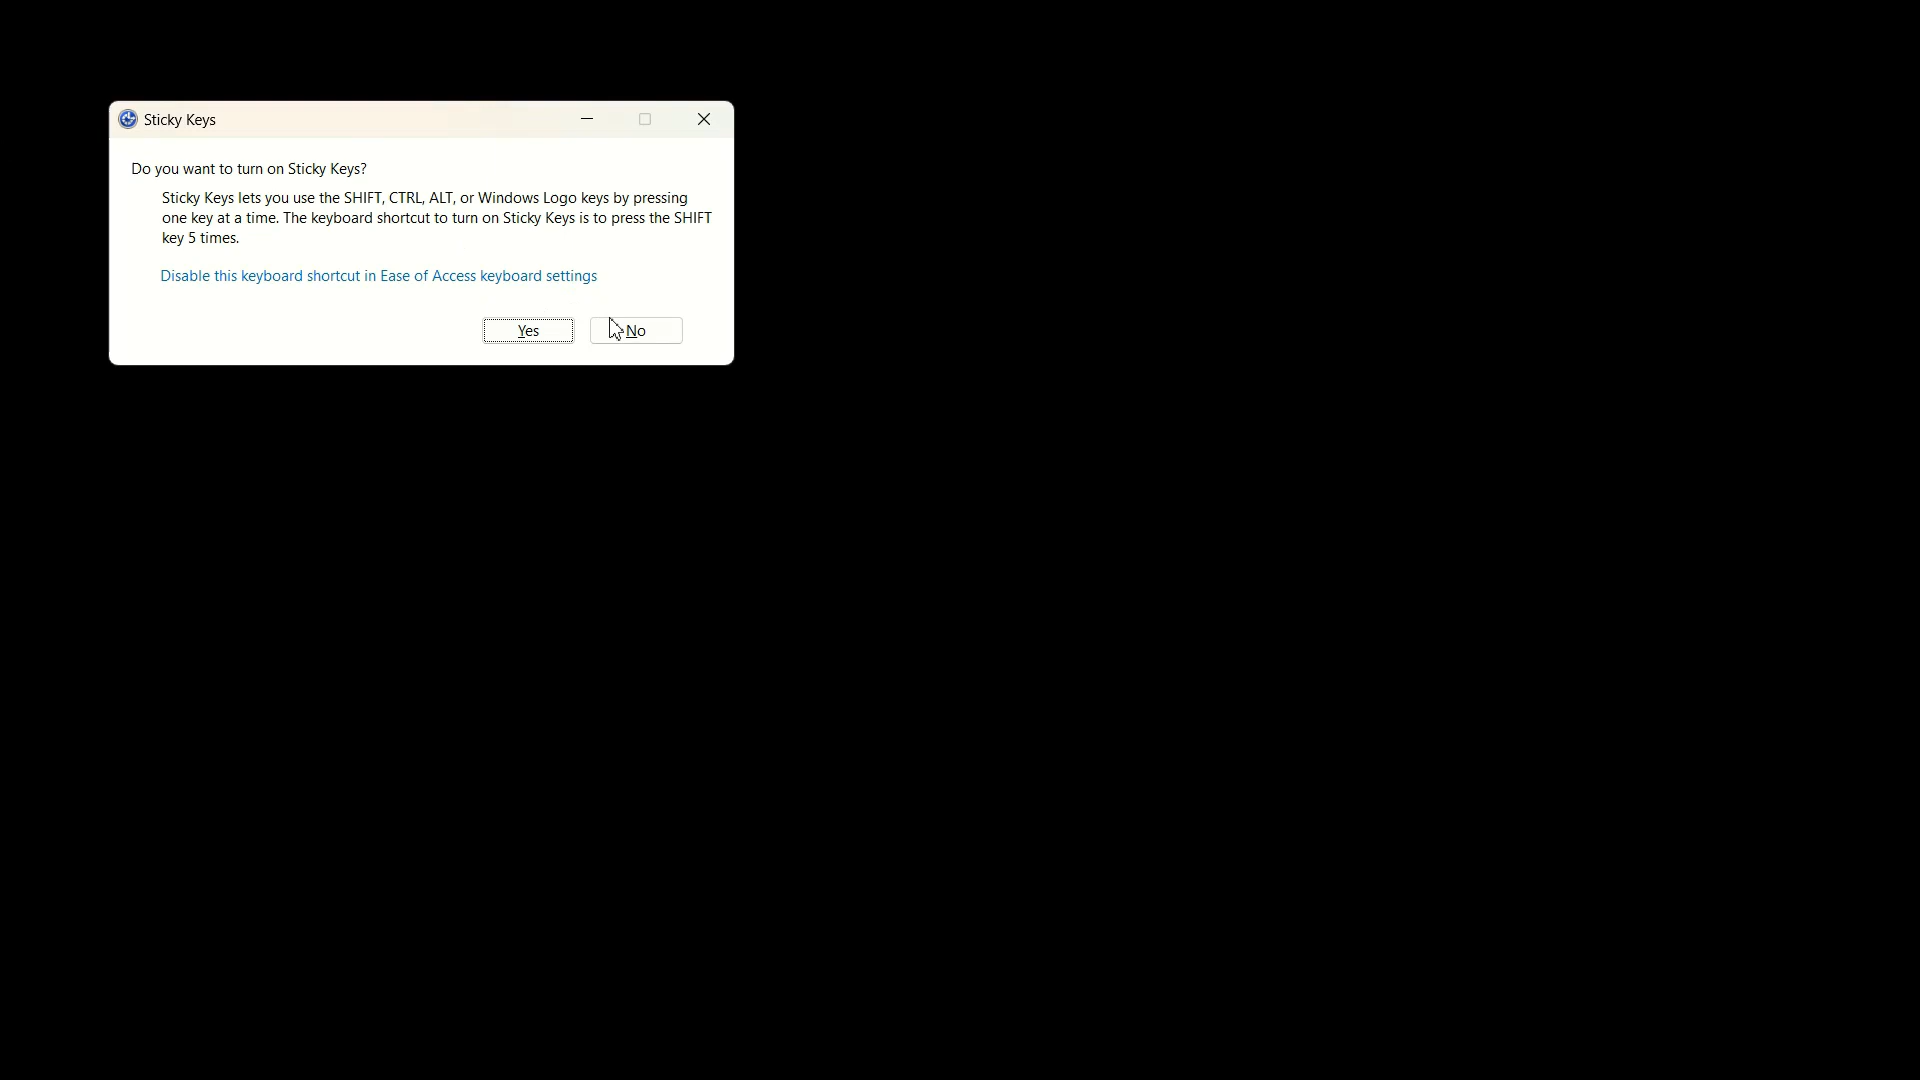 Sticky Keys
Do you want to turn on Sticky Keys?
Sticky Keys lets you use the SHIFT, CTRL, ALT, or Windows Logo keys by pressing
one key at a time. The keyboard shortcut to turn on Sticky Keys is to press the SHIFT
key 5 times.
Disable this keyboard shortcut in Ease of Access keyboard settings
Yes No